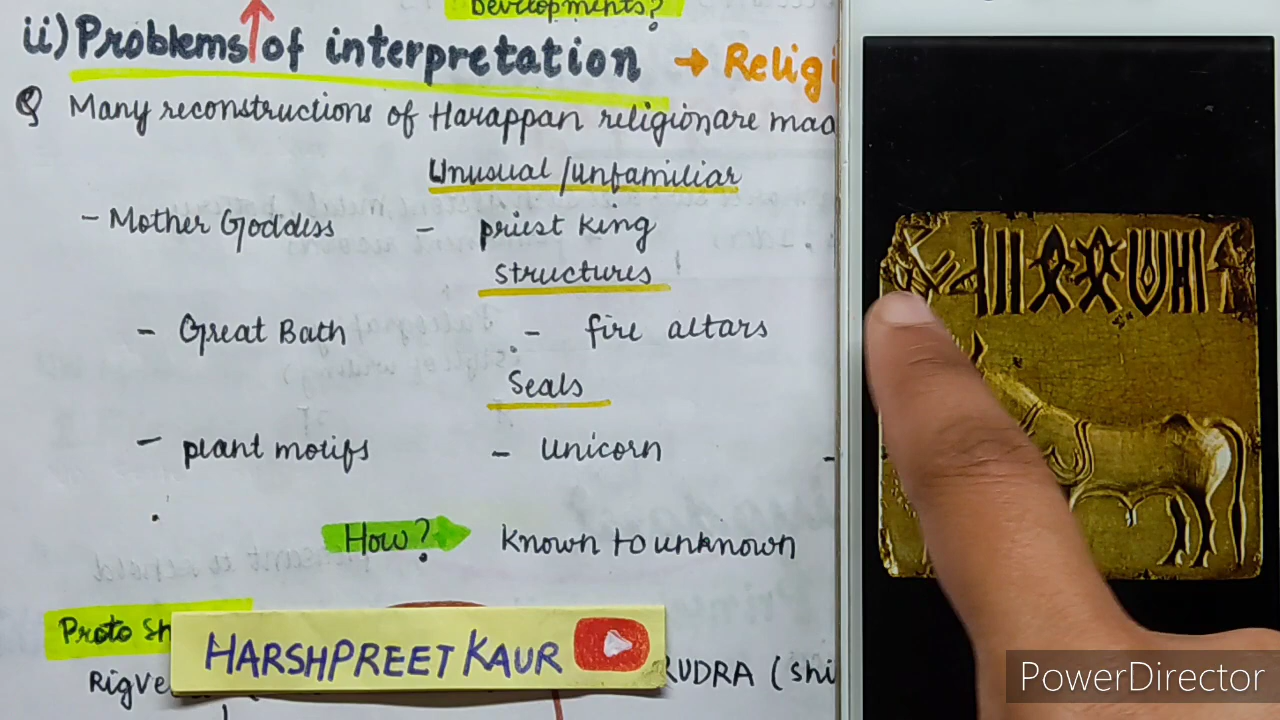 Developments?
ii) Problems of interpretation → Religi
Q Many reconstructions of Harappan religion are maa
Unusual/unfamiliar
- Mother Goddiss - priest King
Structures
- Great Bath - fire altars
Seals
- plant motifs - unicorn -
How? Known to unknown
Proto Sh
HARSHPREET KAUR
RigVe RUDRA (Shi
PowerDirector